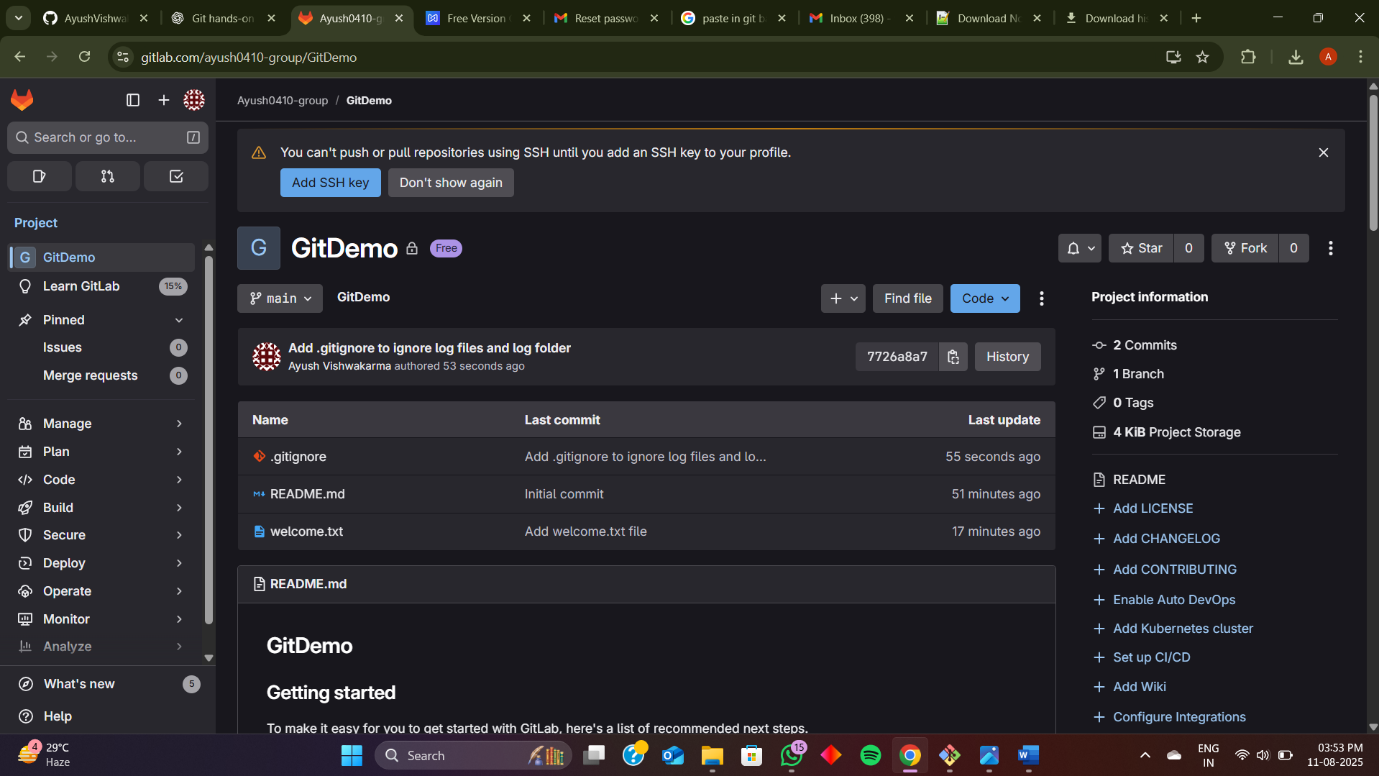 AyushVishwa
Git hands-on
Ayush0410-g
Free Version
Reset passwo
paste in git b
Inbox (398) -
Download No
Download hi
gitlab.com/ayush0410-group/GitDemo
A
Search or go to... /
Project
G GitDemo
Learn GitLab 15%
Pinned
Issues 0
Merge requests 0
Manage
Plan
Code
Build
Secure
Deploy
Operate
Monitor
Analyze
What's new 5
Help
Ayush0410-group / GitDemo
You can't push or pull repositories using SSH until you add an SSH key to your profile.
Add SSH key Don't show again
G GitDemo Free
Star 0 Fork 0
main GitDemo
Find file Code
Add .gitignore to ignore log files and log folder
Ayush Vishwakarma authored 53 seconds ago
7726a8a7 History
Name Last commit Last update
.gitignore Add .gitignore to ignore log files and lo... 55 seconds ago
README.md Initial commit 51 minutes ago
welcome.txt Add welcome.txt file 17 minutes ago
README.md
GitDemo
Getting started
To make it easy for you to get started with GitLab, here's a list of recommended next steps.
Project information
2 Commits
1 Branch
0 Tags
4 KiB Project Storage
README
Add LICENSE
Add CHANGELOG
Add CONTRIBUTING
Enable Auto DevOps
Add Kubernetes cluster
Set up CI/CD
Add Wiki
Configure Integrations
4
29°C
Haze
Search
15
ENG
IN
03:53 PM
11-08-2025